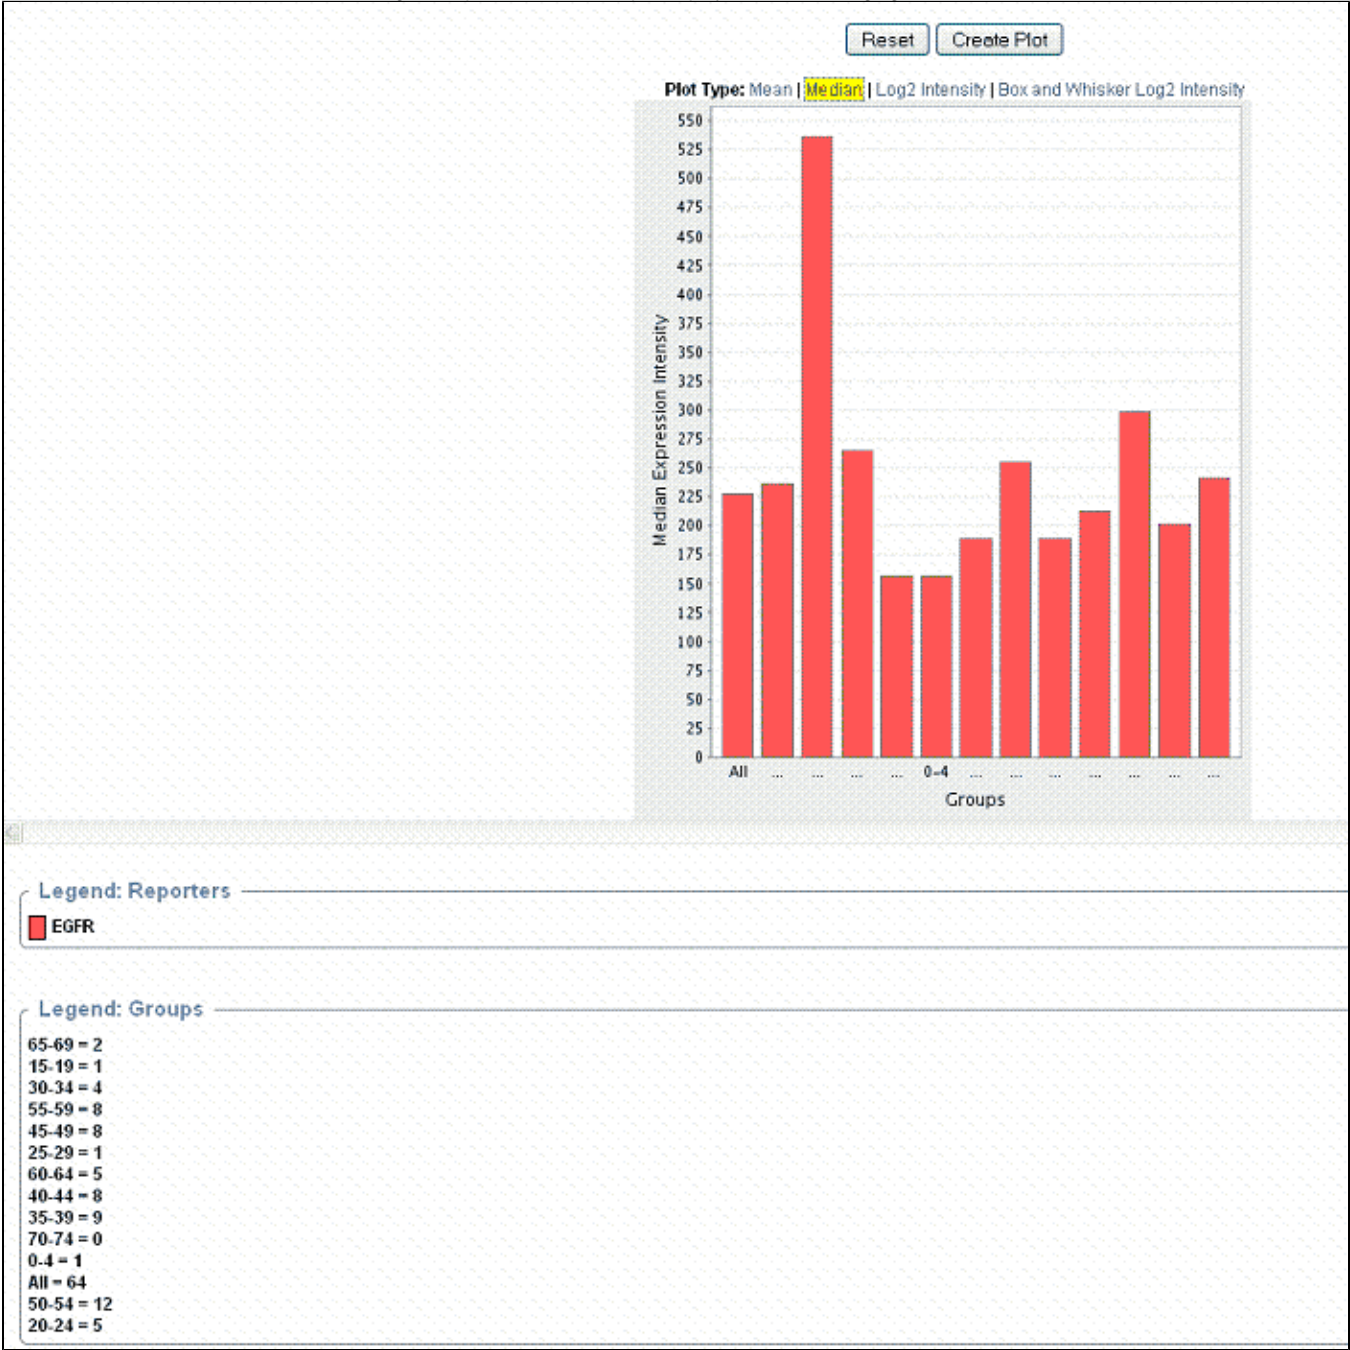 Reset Create Plot
Plot Type: Mean | Median | Log2 Intensity | Box and Whisker Log2 Intensity
550
525
500
475
450
425
400
375
350
325
300
275
250
225
200
175
150
125
100
75
50
25
0
Median Expression Intensity
All ... ... ... ... 0-4 ... ... ... ... ... ... ...
Groups
Legend: Reporters
EGFR
Legend: Groups
65-69 = 2
15-19 = 1
30-34 = 4
55-59 = 8
45-49 = 8
25-29 = 1
60-64 = 5
40-44 = 8
35-39 = 9
70-74 = 0
0-4 = 1
All = 64
50-54 = 12
20-24 = 5